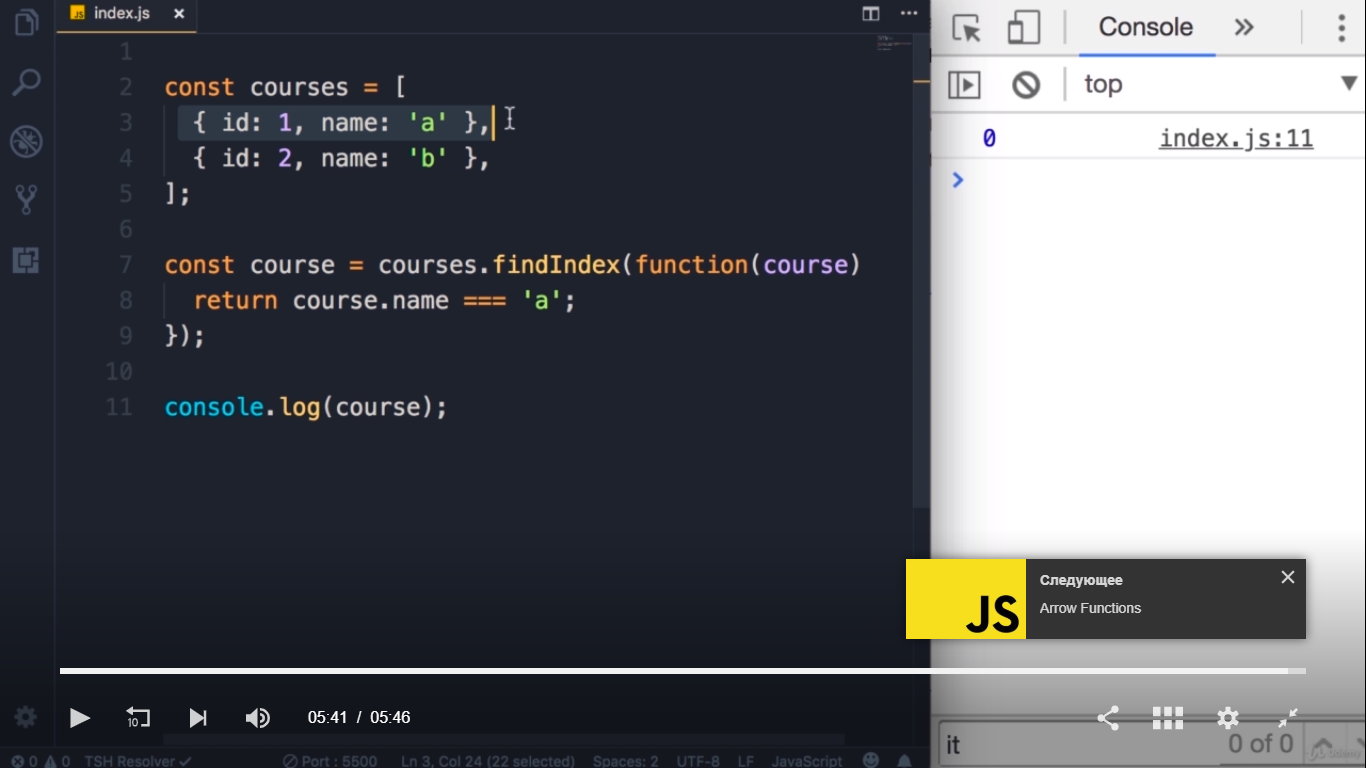 index.js
1
2 const courses = [
3 { id: 1, name: 'a' },
4 { id: 2, name: 'b' },
5 ];
6
7 const course = courses.findIndex(function(course)
8 return course.name === 'a';
9 });
10
11 console.log(course);
Console
top
0 index.js:11
JS
Следующее
Arrow Functions
10
05:41 / 05:46
it 0 of 0
0 0 TSH Resolver Port : 5500 Ln 3, Col 24 (22 selected) Spaces: 2 UTF-8 LF JavaScript